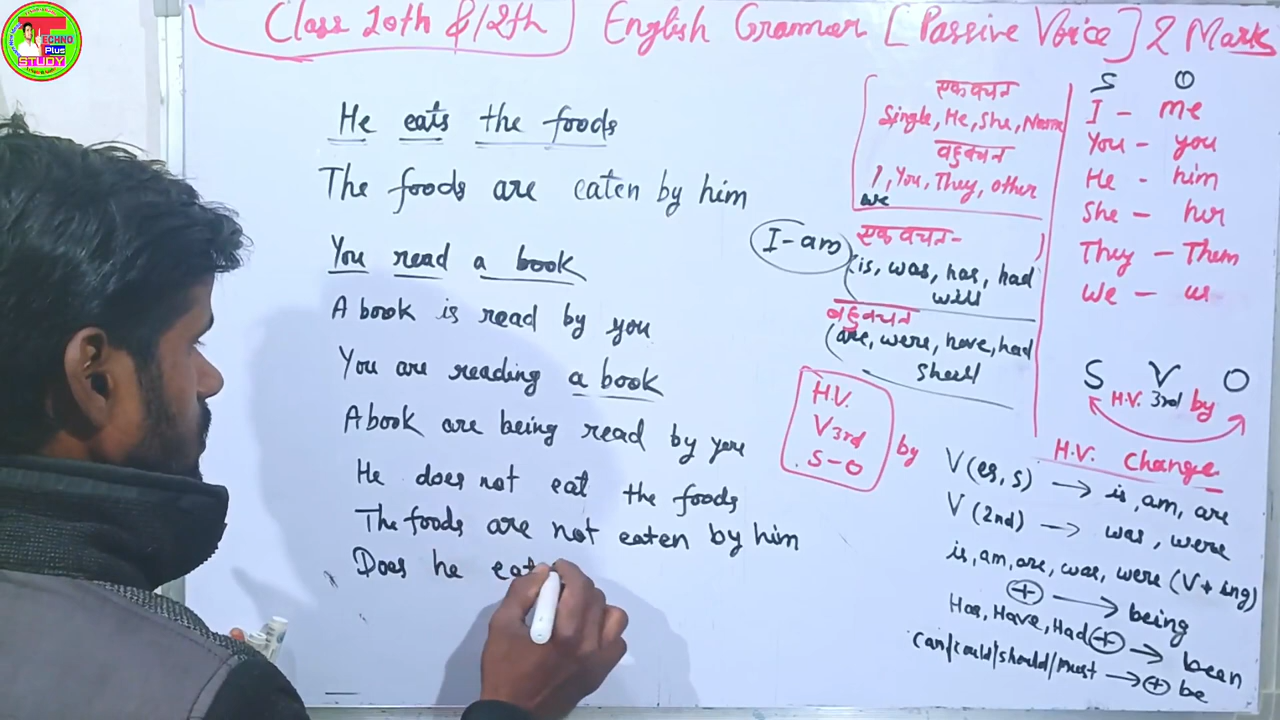 Class 10th & 12th English Grammar [Passive Voice] 2 Mark
TECHNO
Plus
STUDY
He eats the foods
The foods are eaten by him
You read a book
A book is read by you
You are reading a book
A book are being read by you
He does not eat the foods
The foods are not eaten by him
Does he eat
एकवचन
Single, He, She, Name
बहुवचन
I, You, They, other
we
I - am
एकवचन-
(is, was, has, had
will
बहुवचन
(are, were, have, had
shall
H.V.
V 3rd
S - O
by
S O
I - me
You - you
He - him
She - her
They - Them
We - us
S V O
H.V. 3rd by
H.V. Change
V (es, s) → is, am, are
V (2nd) → was, were
is, am, are, was, were (V + ing)
+ → being
Has, Have, Had + → been
can/could/should/must → + be